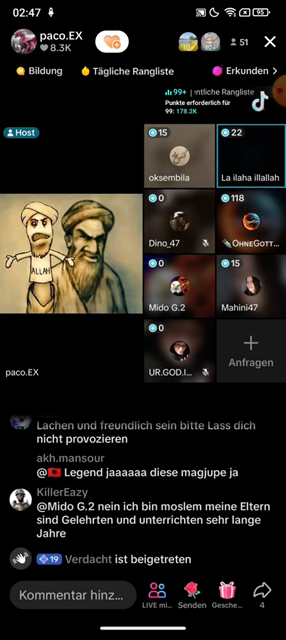 02:47
95
paco.EX
8.3K
10
10
51
Bildung
Tägliche Rangliste
Erkunden >
99+ | ntliche Rangliste
Punkte erforderlich für
99: 178.2K
Host
15
oksembila
22
La ilaha illallah
0
Dino_47
118
OHNEGOTT...
ALLAH
0
Mido G.2
15
Mahini47
0
UR.GOD.I...
+
Anfragen
paco.EX
Lachen und freundlich sein bitte Lass dich
nicht provozieren
akh.mansour
@🇦🇱 Legend jaaaaaa diese magjupe ja
KillerEazy
@Mido G.2 nein ich bin moslem meine Eltern
sind Gelehrten und unterrichten sehr lange
Jahre
19 Verdacht ist beigetreten
Kommentar hinz...
LIVE mi...
Senden
Gesche...
4